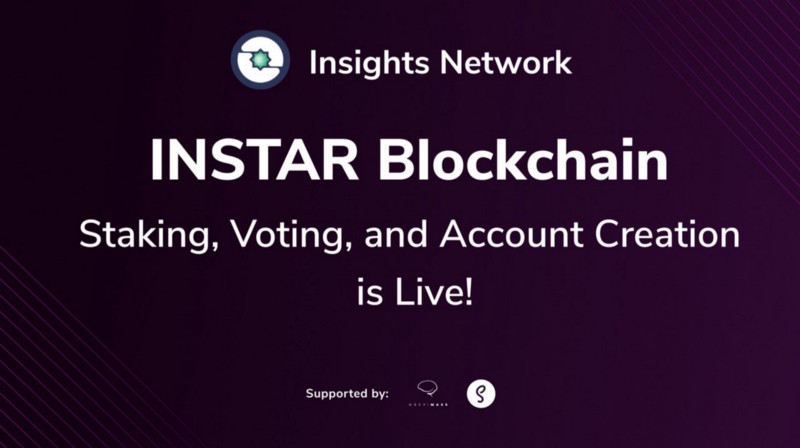 Insights Network
INSTAR Blockchain
Staking, Voting, and Account Creation
is Live!
Supported by: